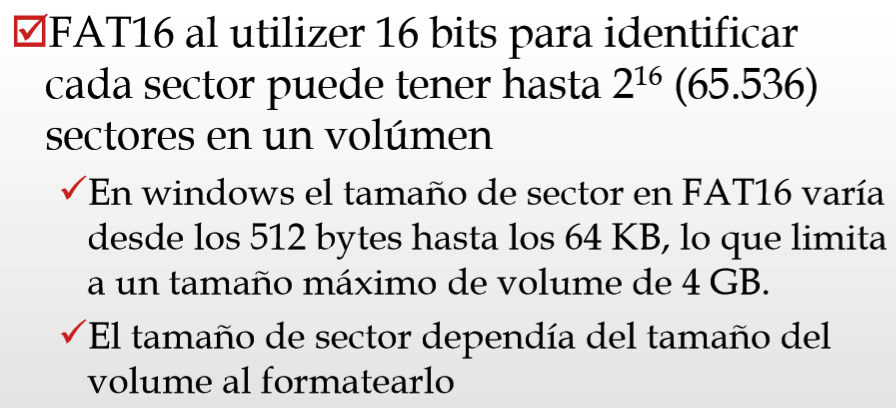 FAT16 al utilizer 16 bits para identificar
cada sector puede tener hasta 2¹⁶ (65.536)
sectores en un volúmen
En windows el tamaño de sector en FAT16 varía
desde los 512 bytes hasta los 64 KB, lo que limita
a un tamaño máximo de volume de 4 GB.
El tamaño de sector dependía del tamaño del
volume al formatearlo